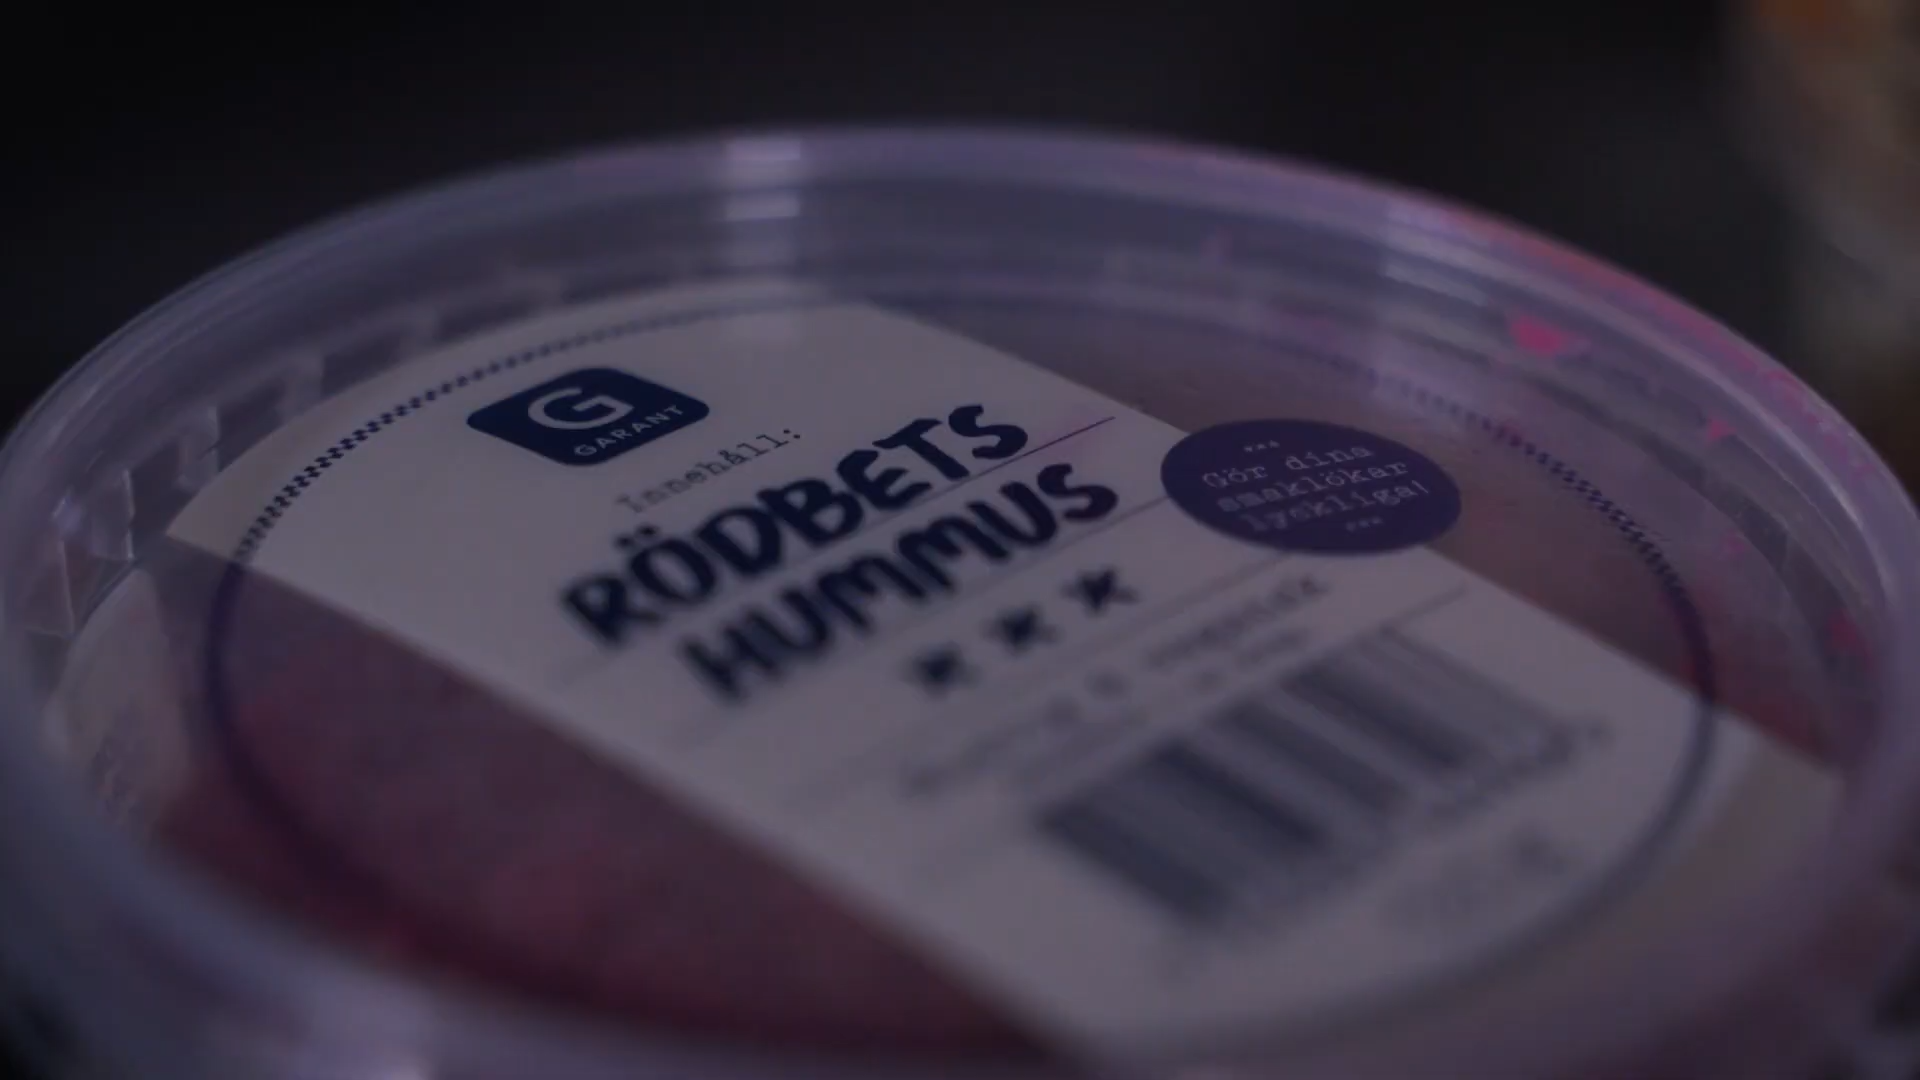 G
GARANT
Innehåll:
RÖDBETS
HUMMUS
Gör dina
smaklökar
lyckliga!